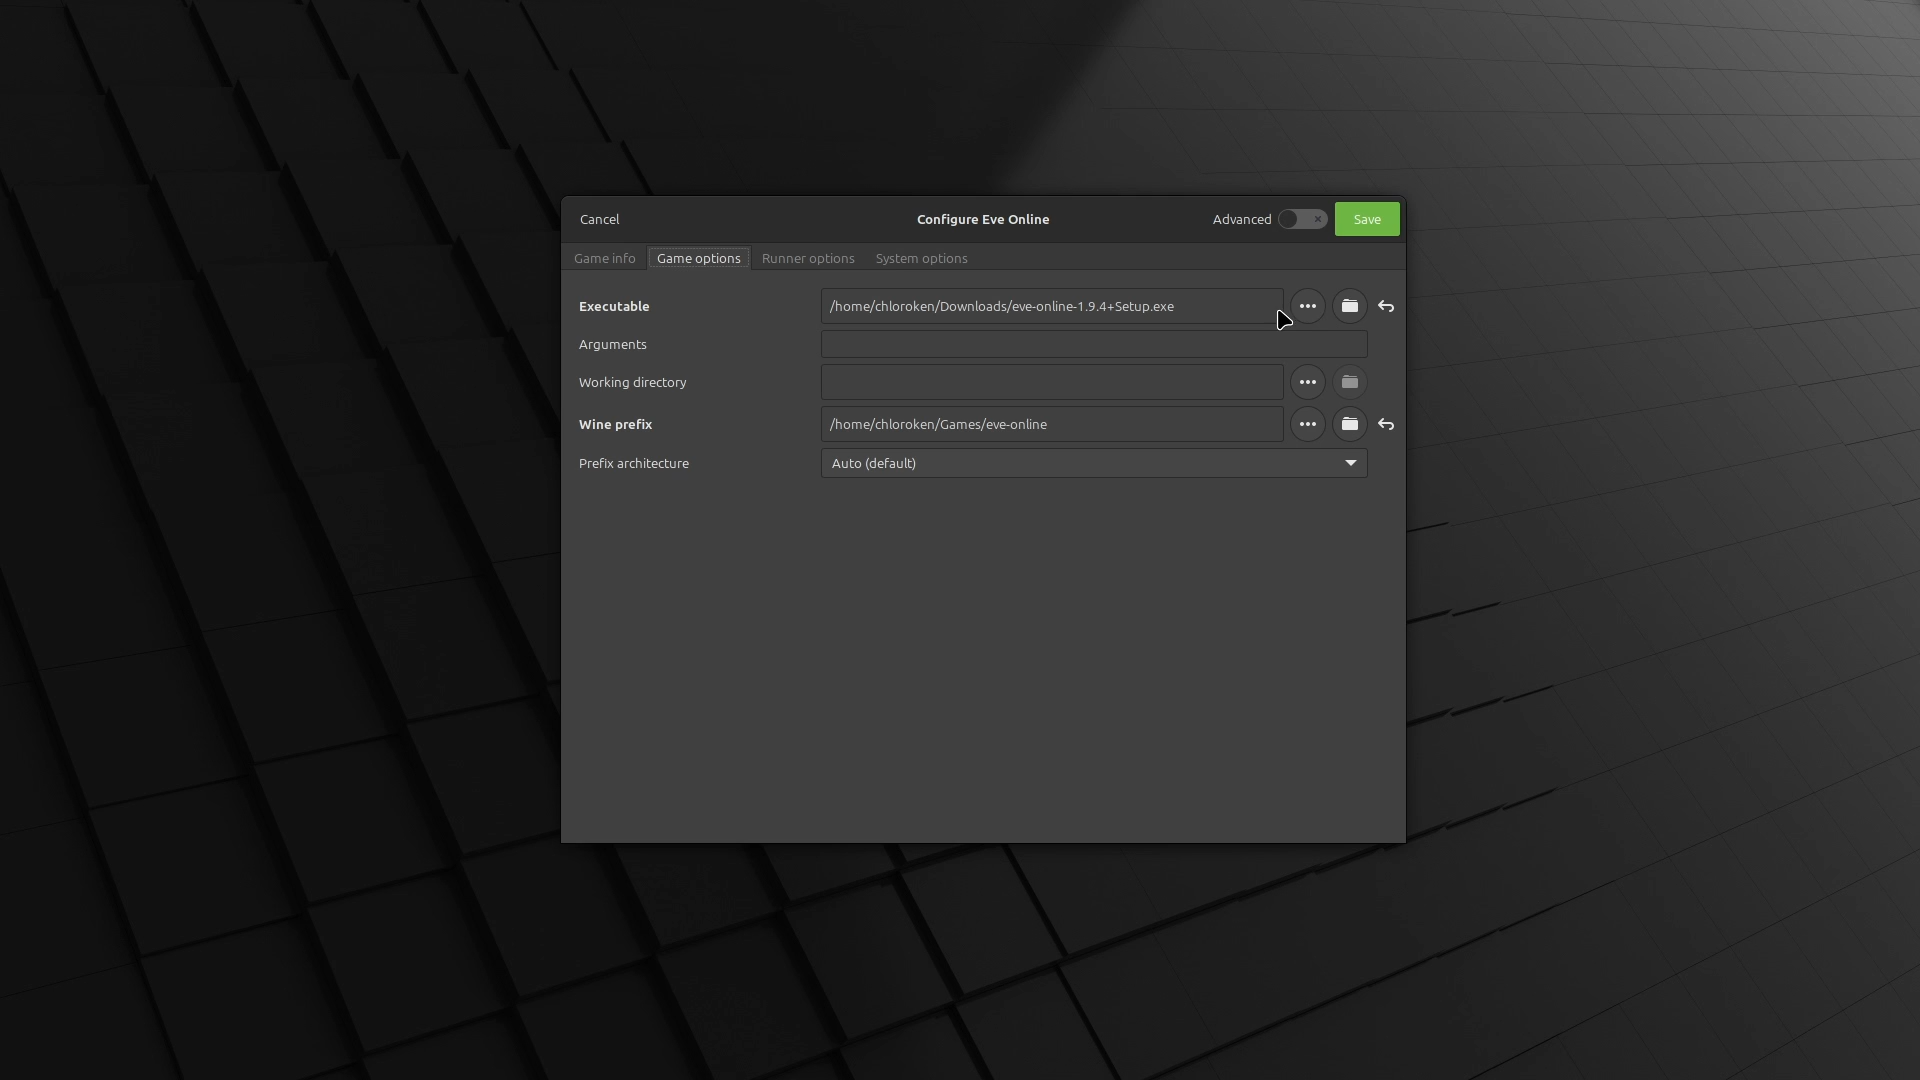 Cancel
Configure Eve Online
Advanced
Save
Game info
Game options
Runner options
System options
Executable
/home/chloroken/Downloads/eve-online-1.9.4+Setup.exe
Arguments
Working directory
Wine prefix
/home/chloroken/Games/eve-online
Prefix architecture
Auto (default)